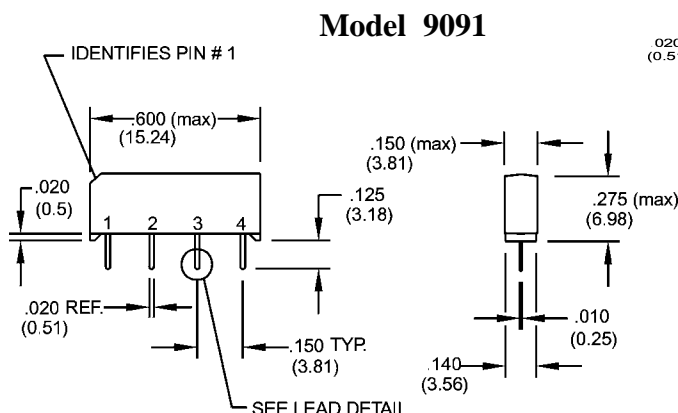 Model 9091
.020
IDENTIFIES PIN # 1
.600 (max)
(15.24)
.150 (max)
(3.81)
.020
(0.5)
.125
(3.18)
.275 (max)
(6.98)
1 2 3 4
.020 REF.
(0.51)
.150 TYP.
(3.81)
.010
(0.25)
.140
(3.56)
SEE LEAD DETAIL